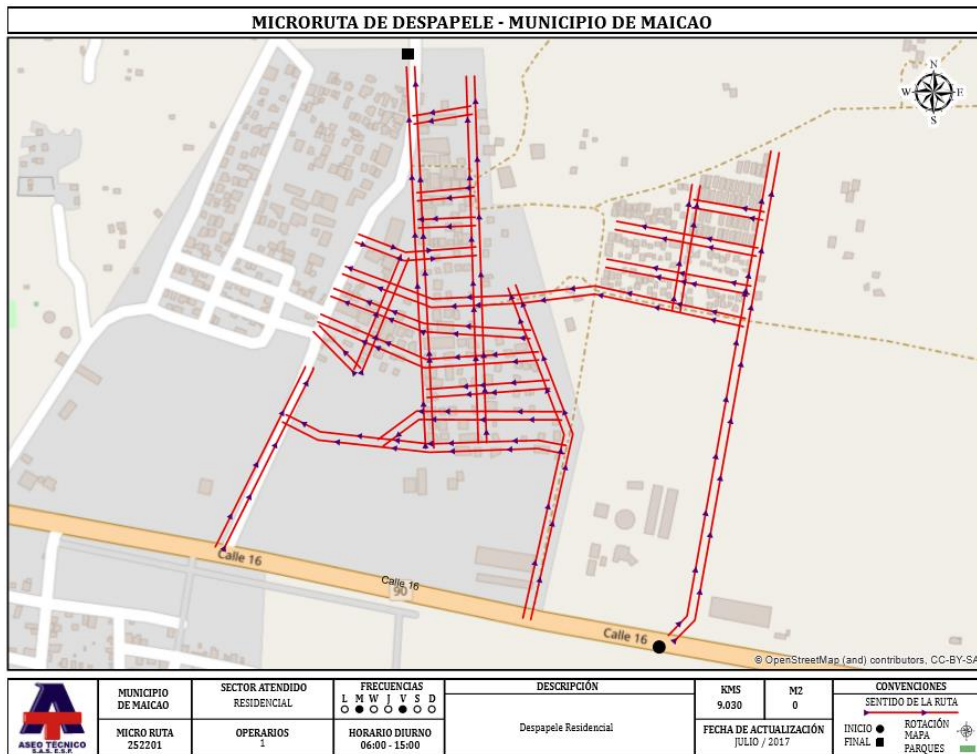 MICRORUTA DE DESPAPELE - MUNICIPIO DE MAICAO
N
W E
S
Calle 16
Calle 16
90
Calle 16
© OpenStreetMap (and) contributors, CC-BY-SA
ASEO TÉCNICO
S.A.S. E.S.P.
MUNICIPIO
DE MAICAO
MICRO RUTA
252201
SECTOR ATENDIDO
RESIDENCIAL
OPERARIOS
1
FRECUENCIAS
L M W J V S D
HORARIO DIURNO
06:00 - 15:00
DESCRIPCIÓN
Despapele Residencial
KMS
9.030
M2
0
FECHA DE ACTUALIZACIÓN
JULIO / 2017
CONVENCIONES
SENTIDO DE LA RUTA
INICIO
FINAL
ROTACIÓN
MAPA
PARQUES